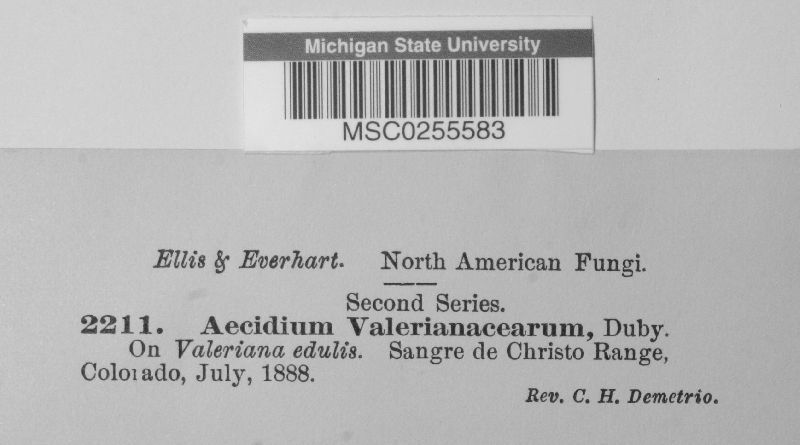 Michigan State University
MSC0255583
Ellis & Everhart. North American Fungi.
Second Series.
2211. Aecidium Valerianacearum, Duby.
On Valeriana edulis. Sangre de Christo Range,
Colorado, July, 1888.
Rev. C. H. Demetrio.